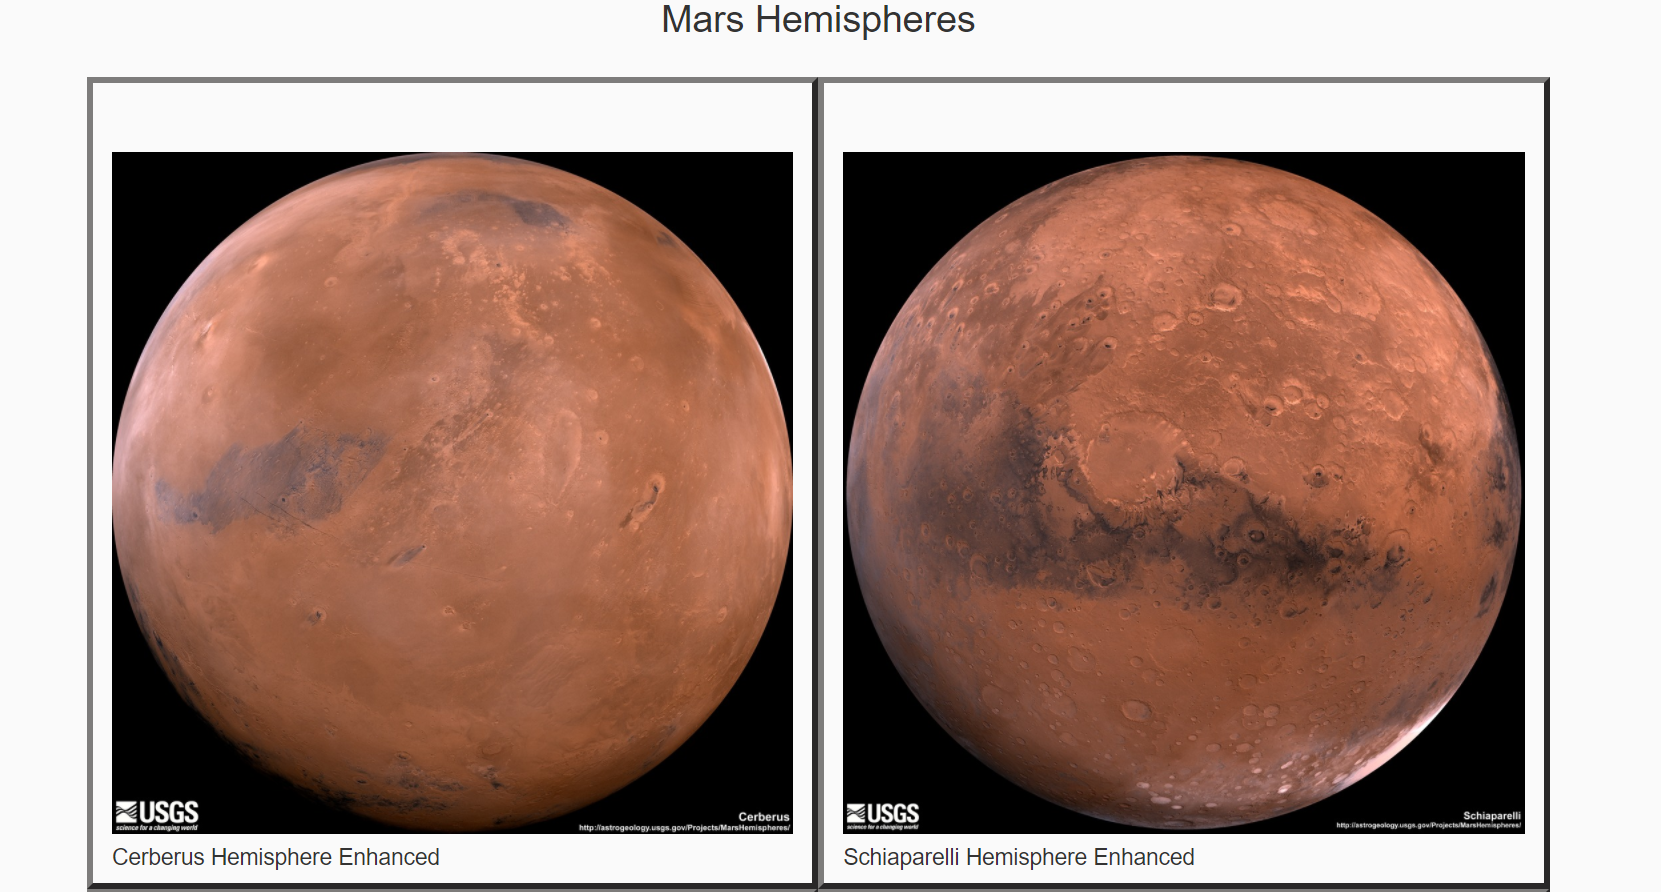 Mars Hemispheres
USGS
science for a changing world
Cerberus
http://astrogeology.usgs.gov/Projects/MarsHemispheres/
Cerberus Hemisphere Enhanced
USGS
science for a changing world
Schiaparelli
http://astrogeology.usgs.gov/Projects/MarsHemispheres/
Schiaparelli Hemisphere Enhanced